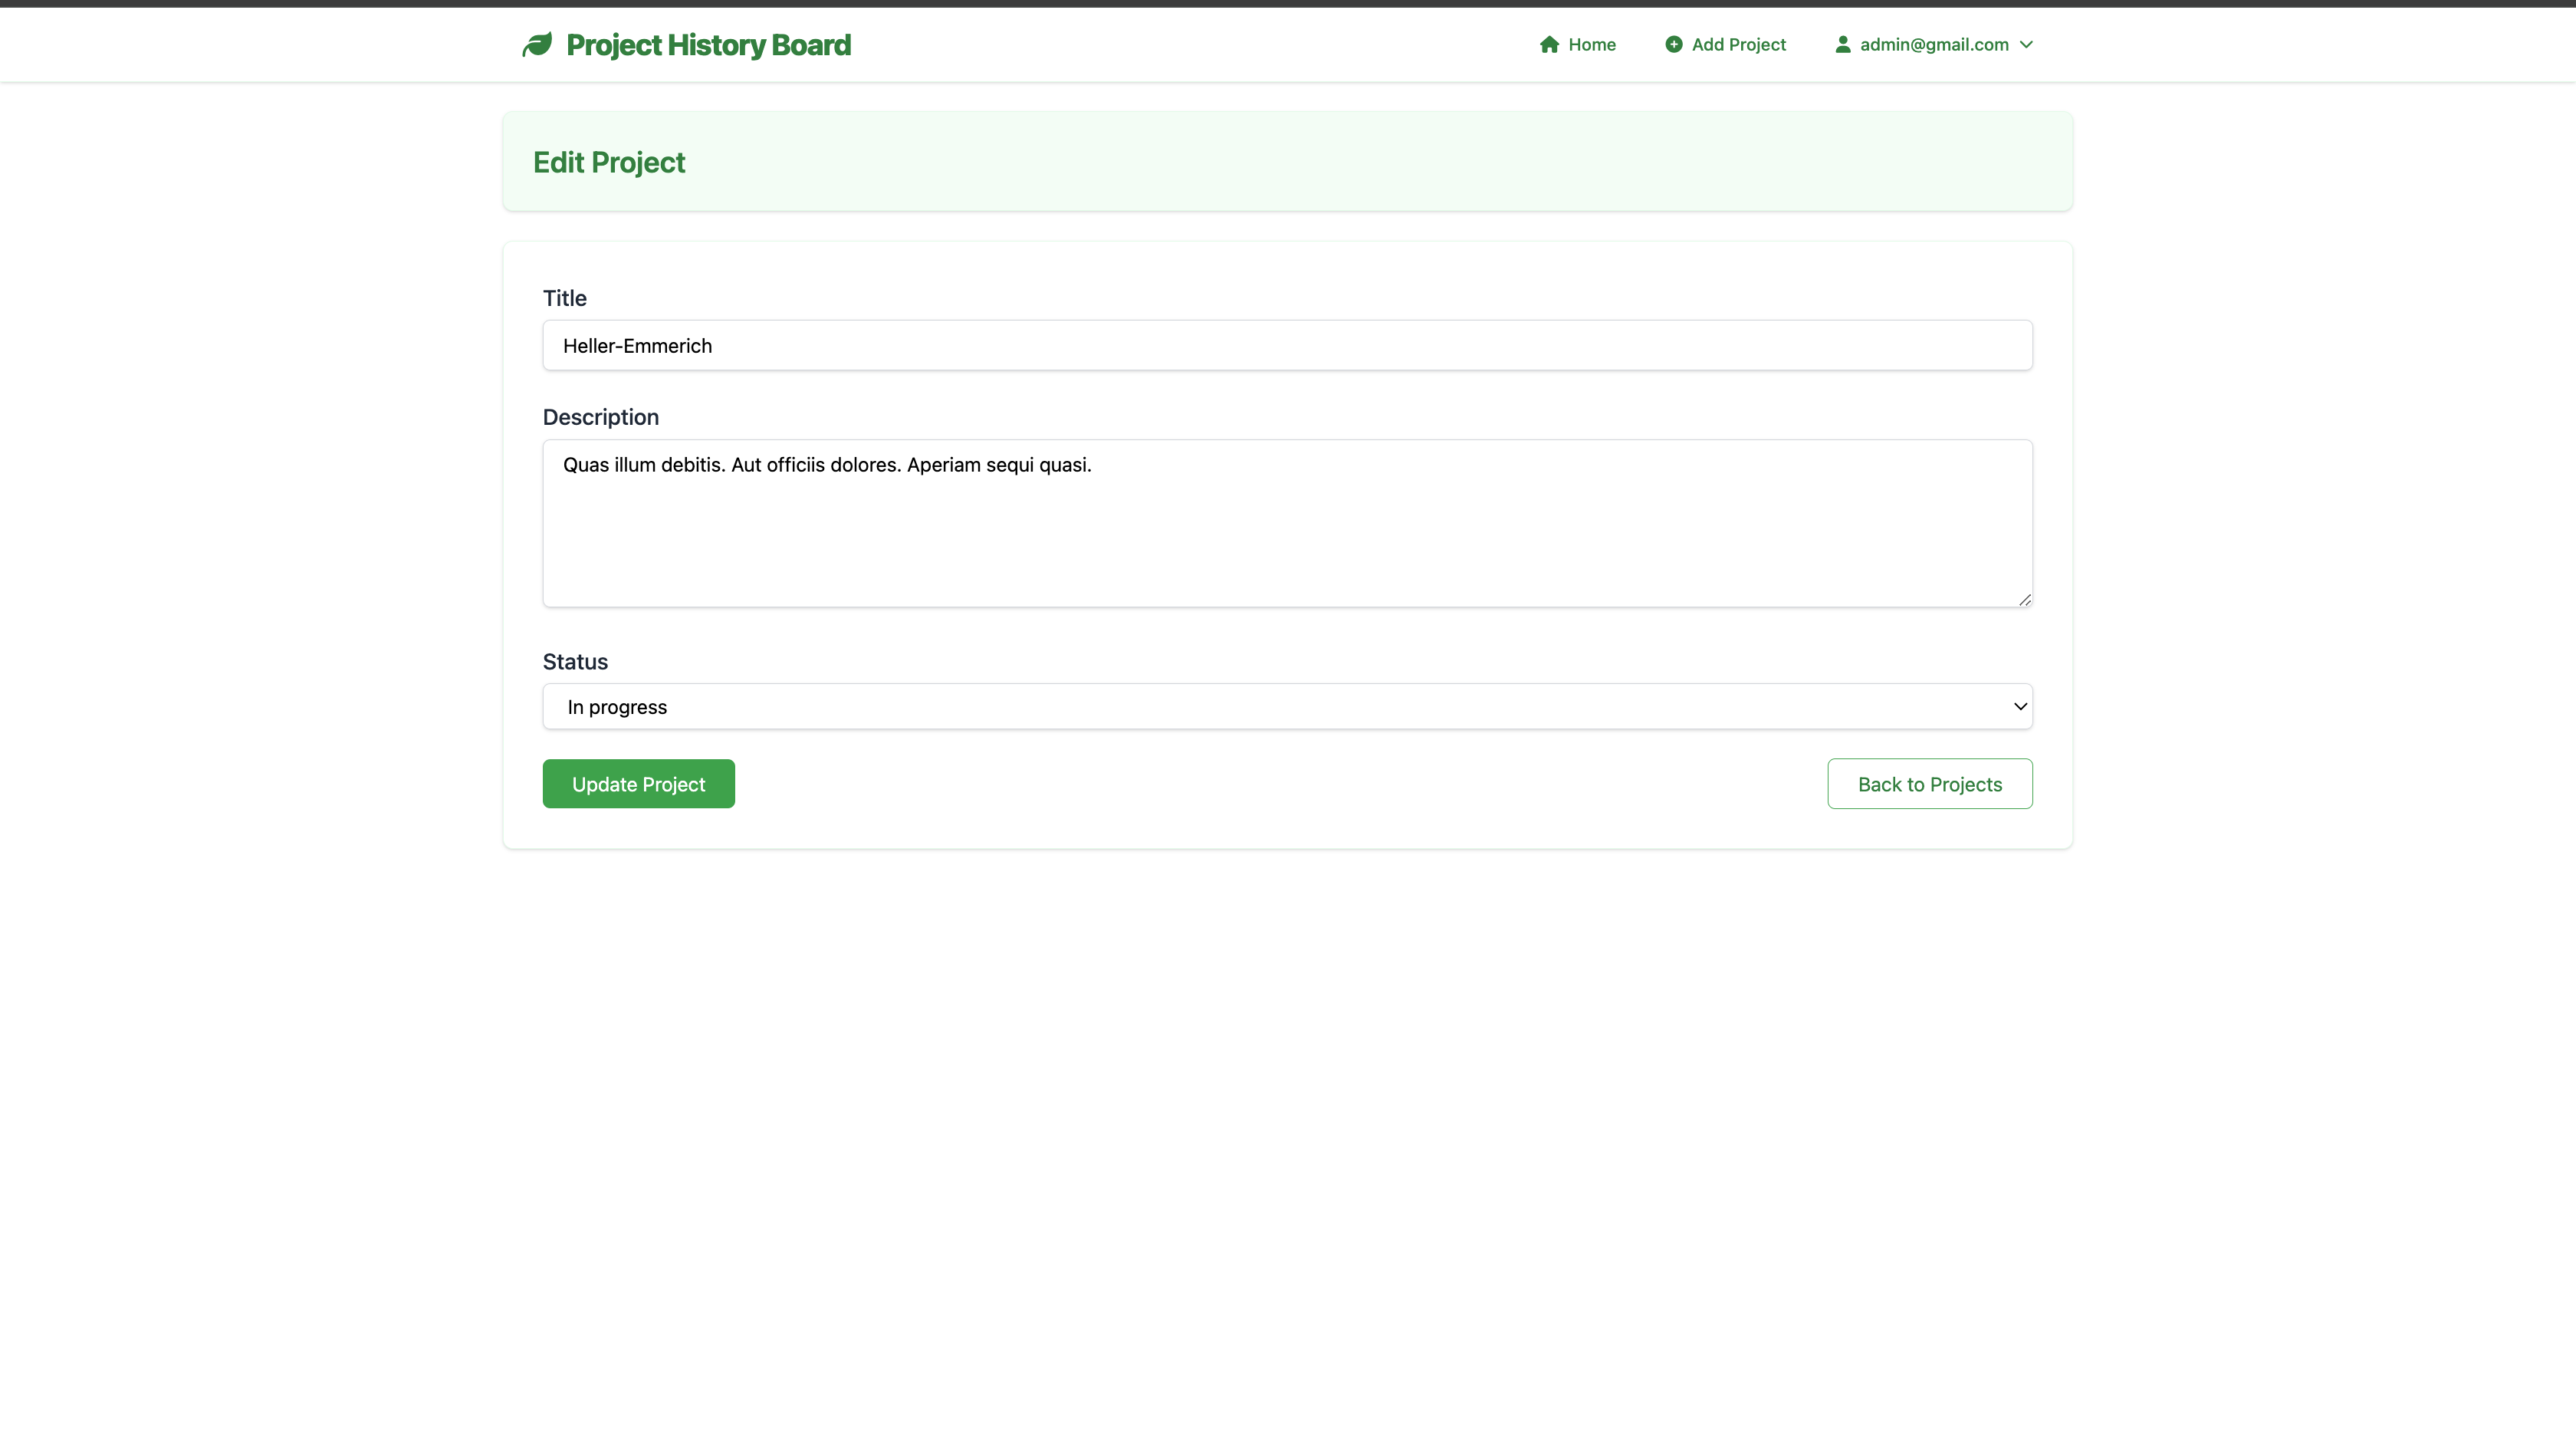 Project History Board
Home
Add Project
admin@gmail.com
Edit Project
Title
Heller-Emmerich
Description
Quas illum debitis. Aut officiis dolores. Aperiam sequi quasi.
Status
In progress
Update Project
Back to Projects